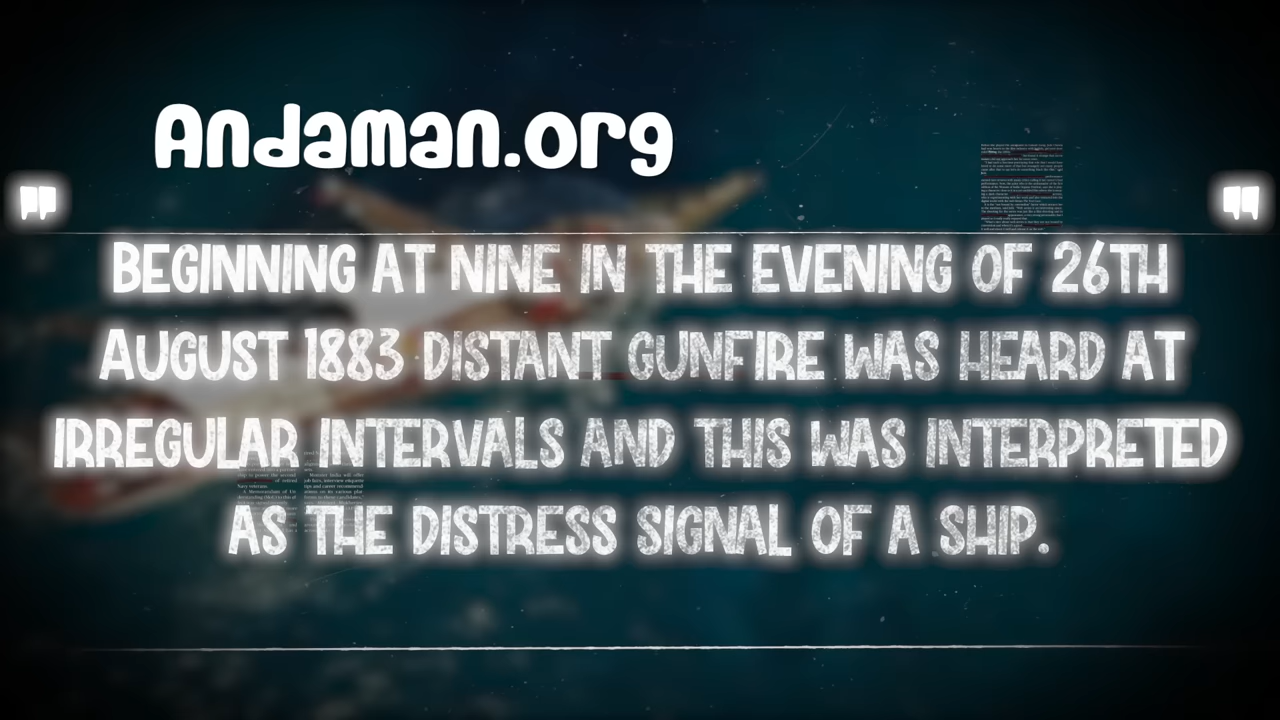 Andaman.org
"
"
BEGINNING AT NINE IN THE EVENING OF 26TH
AUGUST 1883 DISTANT GUNFIRE WAS HEARD AT
IRREGULAR INTERVALS AND THIS WAS INTERPRETED
AS THE DISTRESS SIGNAL OF A SHIP.